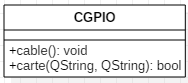 CGPIO
+cable(): void
+carte(QString, QString): bool